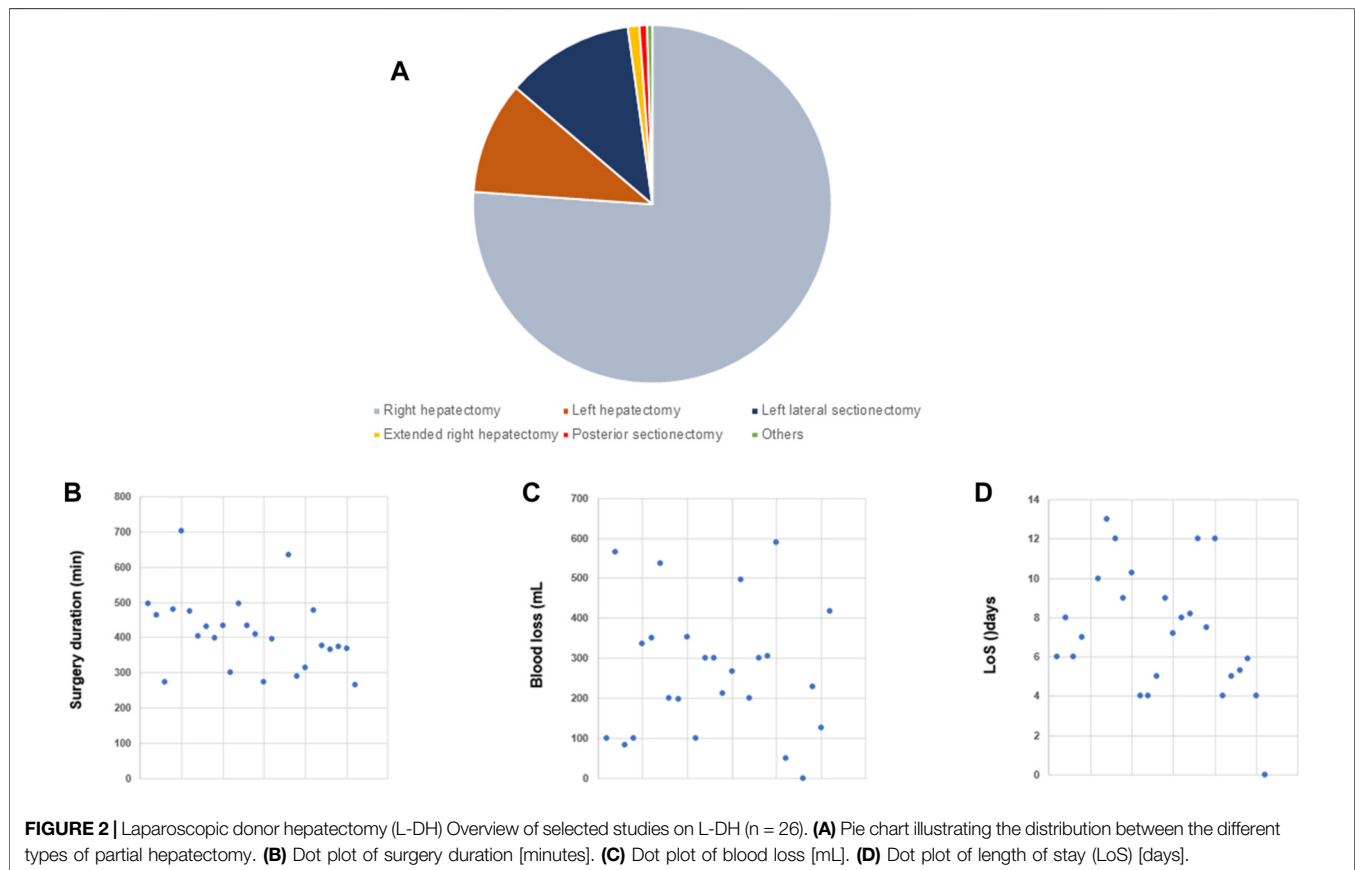 A
Right hepatectomy Left hepatectomy Left lateral sectionectomy
Extended right hepatectomy Posterior sectionectomy Others
B
Surgery duration (min)
800
700
600
500
400
300
200
100
0
C
Blood loss (mL
700
600
500
400
300
200
100
0
D
LoS ()days
14
12
10
8
6
4
2
0
FIGURE 2 | Laparoscopic donor hepatectomy (L-DH) Overview of selected studies on L-DH (n = 26). (A) Pie chart illustrating the distribution between the different
types of partial hepatectomy. (B) Dot plot of surgery duration [minutes]. (C) Dot plot of blood loss [mL]. (D) Dot plot of length of stay (LoS) [days].